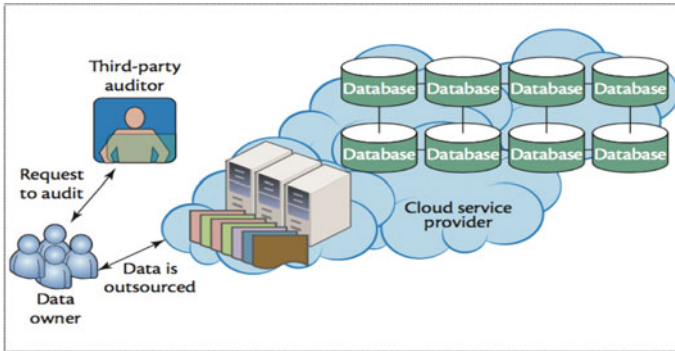 Third-party
auditor
Database Database Database Database
Database Database Database Database
Request
to audit
Cloud service
provider
Data is
outsourced
Data
owner